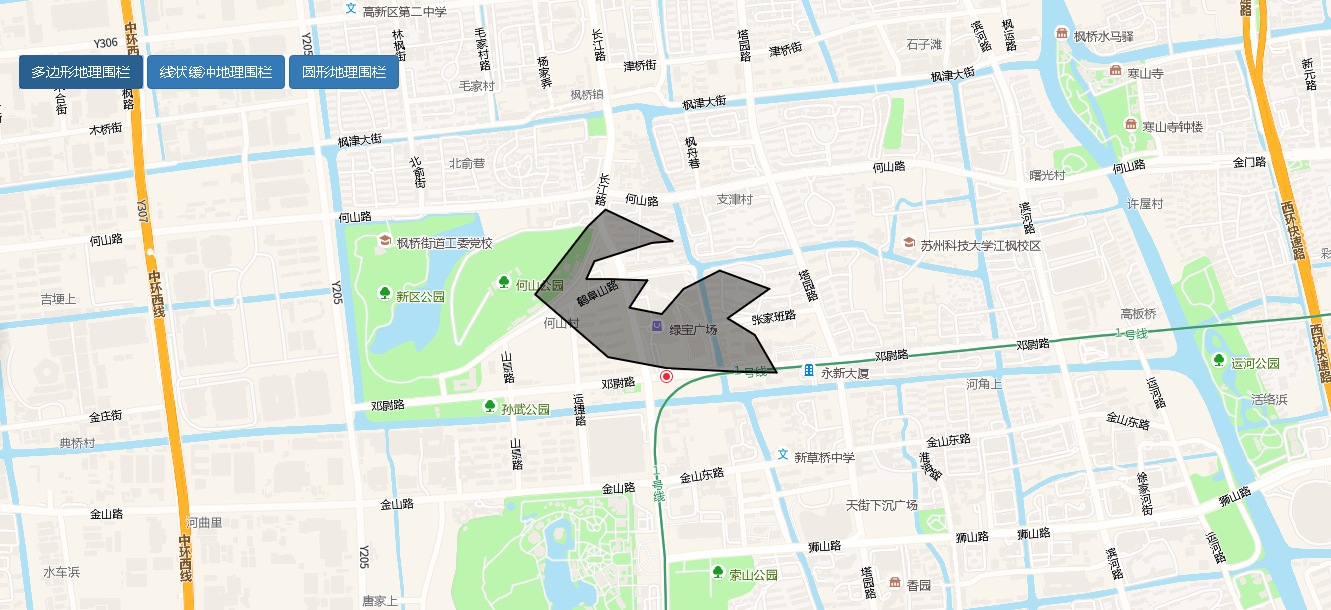 高新区第二中学
中环西
Y306
Y205
林枫街
毛家村路
长江路
塔园路
津桥街
石子滩
滨河路
枫运路
枫桥水马驿
寒山寺
新元路
多边形地理围栏
线状缓冲地理围栏
圆形地理围栏
枫路
毛家村
杨家弄
津桥街
枫桥镇
枫津大街
枫津大街
木桥街
枫津大街
寒山寺钟楼
北俞街
北俞巷
枫舟巷
何山路
曙光村
何山路
金门路
Y307
长江路
何山路
支津村
许屋村
何山路
滨河路
西环快速路
何山路
枫桥街道工委党校
苏州科技大学江枫校区
中环西线
Y205
新区公园
何山公园
鹤阜山路
塔园路
吉埂上
何山村
绿宝广场
张家班路
高板桥
1号线
西环快速路
山路
邓尉路
1号线
永新大厦
邓尉路
邓尉路
运河公园
河角上
运河路
活络浜
邓尉路
孙武公园
运捷路
金庄街
典桥村
山路
金山东路
金山东路
淮海路
新草桥中学
金山东路
1号线
金山路
徐家河街
狮山路
金山路
金山路
河曲里
天街下沉广场
中环西线
Y205
狮山路
狮山路
狮山路
运河路
滨河路
水车浜
索山公园
塔园路
香园
唐家上